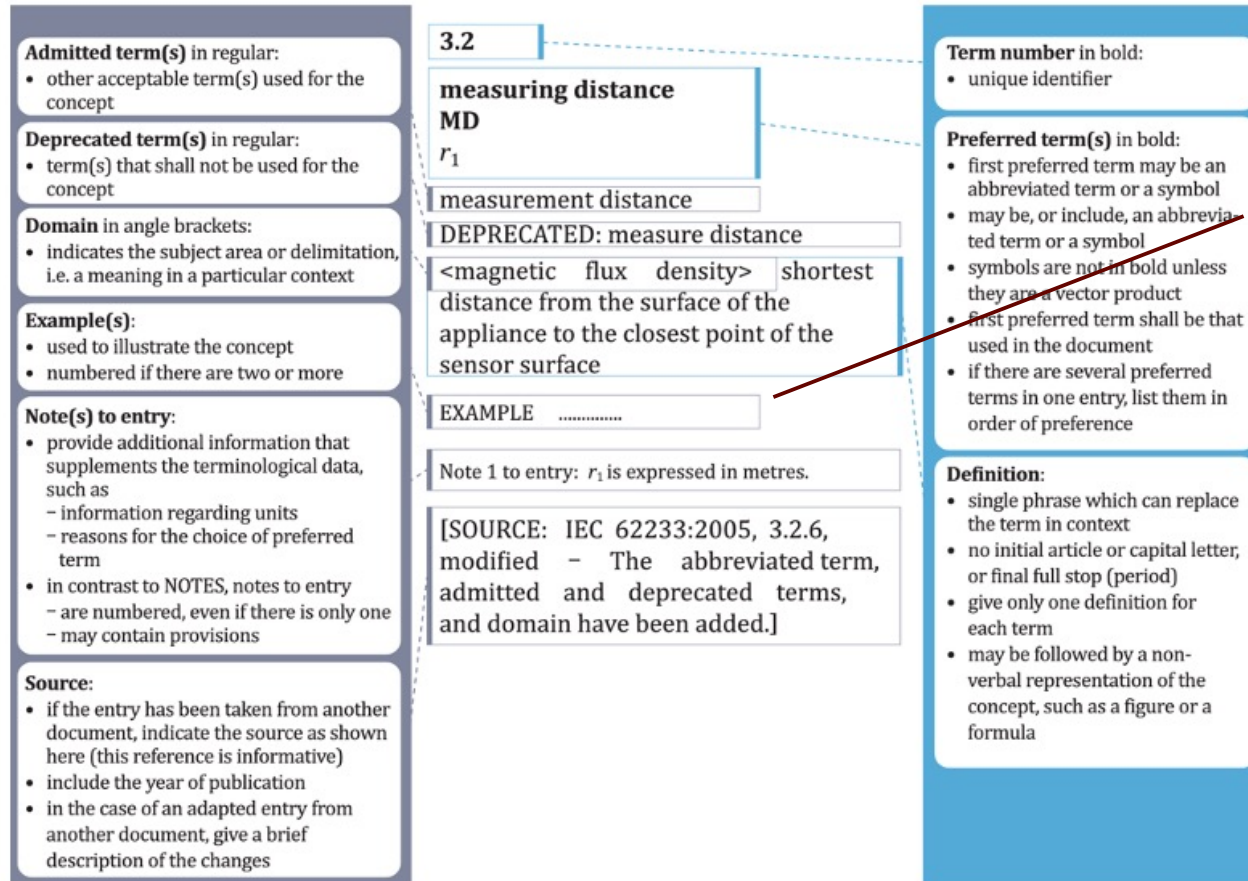 Admitted term(s) in regular:
• other acceptable term(s) used for the
concept
Deprecated term(s) in regular:
• term(s) that shall not be used for the
concept
Domain in angle brackets:
• indicates the subject area or delimitation,
i.e. a meaning in a particular context
Example(s):
• used to illustrate the concept
• numbered if there are two or more
Note(s) to entry:
• provide additional information that
supplements the terminological data,
such as
– information regarding units
– reasons for the choice of preferred
term
• in contrast to NOTES, notes to entry
– are numbered, even if there is only one
– may contain provisions
Source:
• if the entry has been taken from another
document, indicate the source as shown
here (this reference is informative)
• include the year of publication
• in the case of an adapted entry from
another document, give a brief
description of the changes
3.2
measuring distance
MD
r₁
measurement distance
DEPRECATED: measure distance
<magnetic flux density> shortest
distance from the surface of the
appliance to the closest point of the
sensor surface
EXAMPLE ..............
Note 1 to entry: r₁ is expressed in metres.
[SOURCE: IEC 62233:2005, 3.2.6,
modified – The abbreviated term,
admitted and deprecated terms,
and domain have been added.]
Term number in bold:
• unique identifier
Preferred term(s) in bold:
• first preferred term may be an
abbreviated term or a symbol
• may be, or include, an abbrevia-
ted term or a symbol
• symbols are not in bold unless
they are a vector product
• first preferred term shall be that
used in the document
• if there are several preferred
terms in one entry, list them in
order of preference
Definition:
• single phrase which can replace
the term in context
• no initial article or capital letter,
or final full stop (period)
• give only one definition for
each term
• may be followed by a non-
verbal representation of the
concept, such as a figure or a
formula